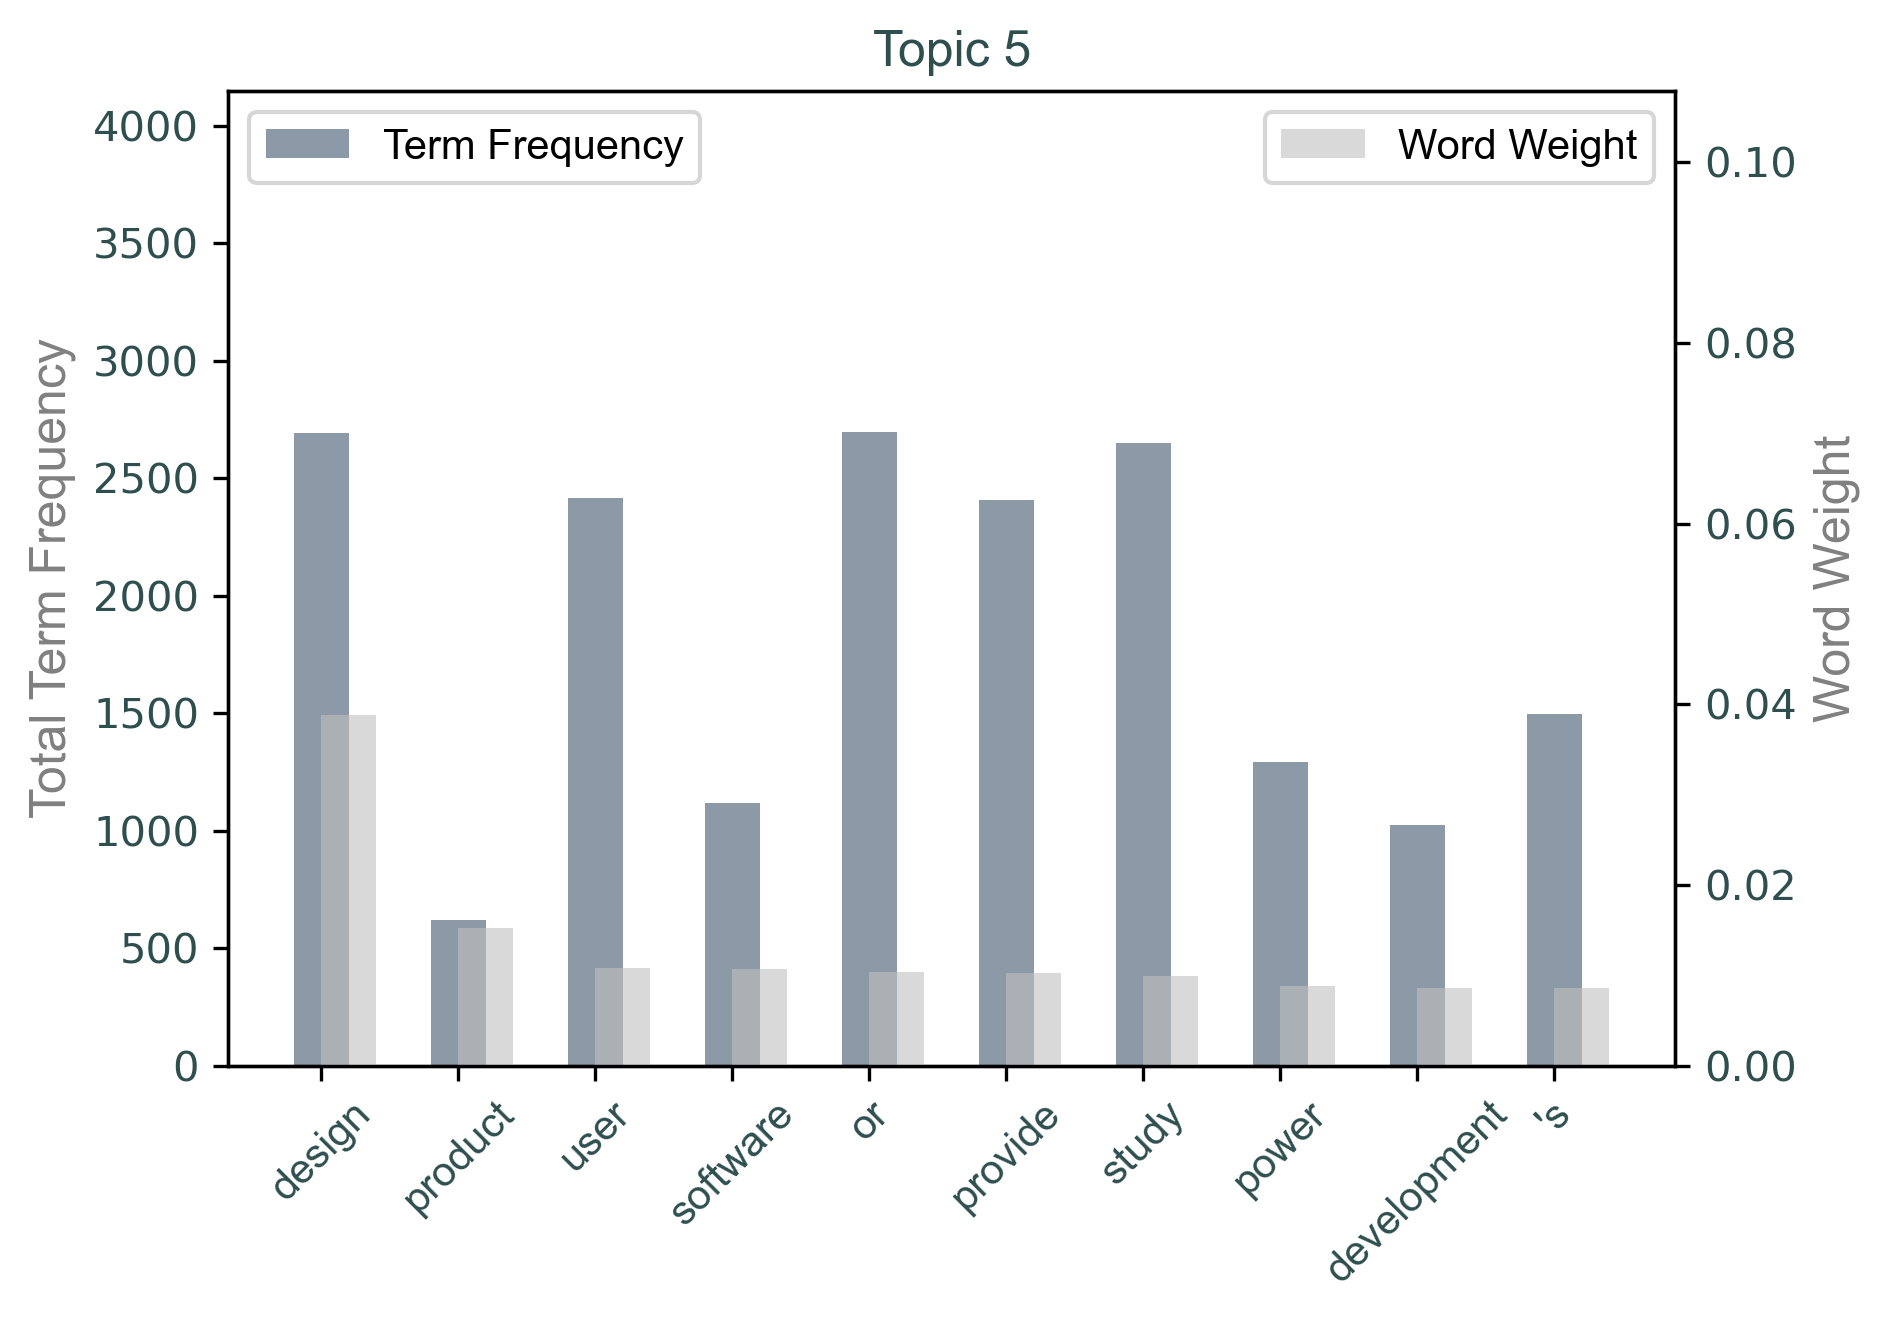 Topic 5
Term Frequency
Word Weight
Total Term Frequency
4000
3500
3000
2500
2000
1500
1000
500
0
0.10
0.08
0.06
0.04
0.02
0.00
Word Weight
design
product
user
software
or
provide
study
power
development
's